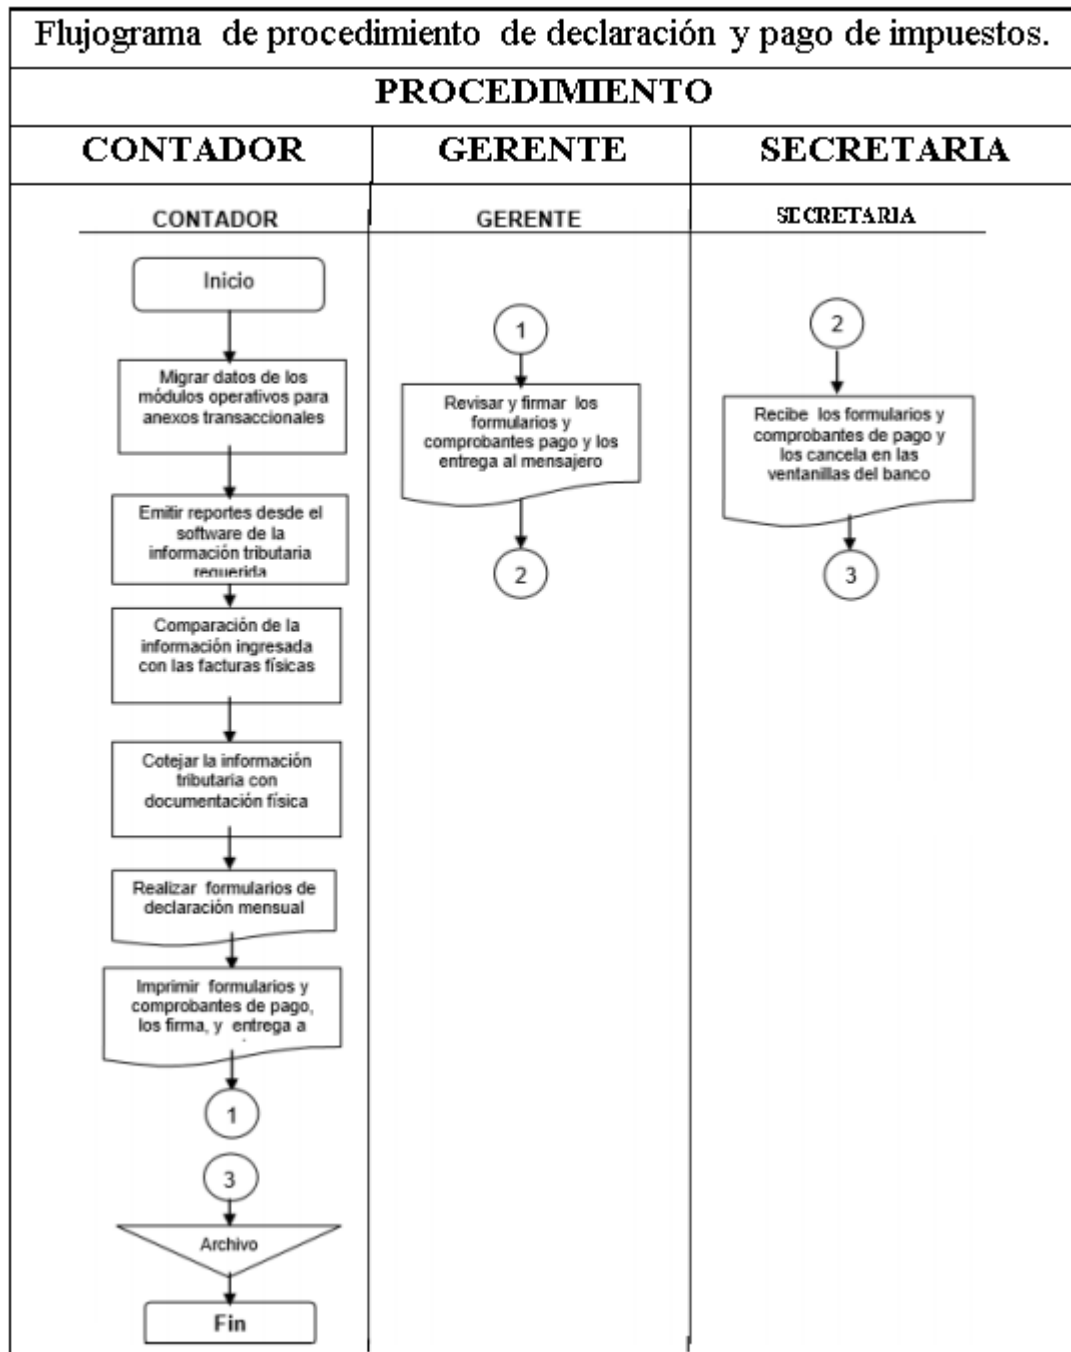 Flujograma de procedimiento de declaración y pago de impuestos.
PROCEDIMIENTO
CONTADOR
GERENTE
SECRETARIA
CONTADOR
GERENTE
SECRETARIA
Inicio
Migrar datos de los
módulos operativos para
anexos transaccionales
Emitir reportes desde el
software de la
información tributaria
requerida
Comparación de la
información ingresada
con las facturas físicas
Cotejar la información
tributaria con
documentación física
Realizar formularios de
declaración mensual
Imprimir formularios y
comprobantes de pago,
los firma, y entrega a
1
3
Archivo
Fin
1
Revisar y firmar los
formularios y
comprobantes pago y los
entrega al mensajero
2
2
Recibe los formularios y
comprobantes de pago y
los cancela en las
ventanillas del banco
3